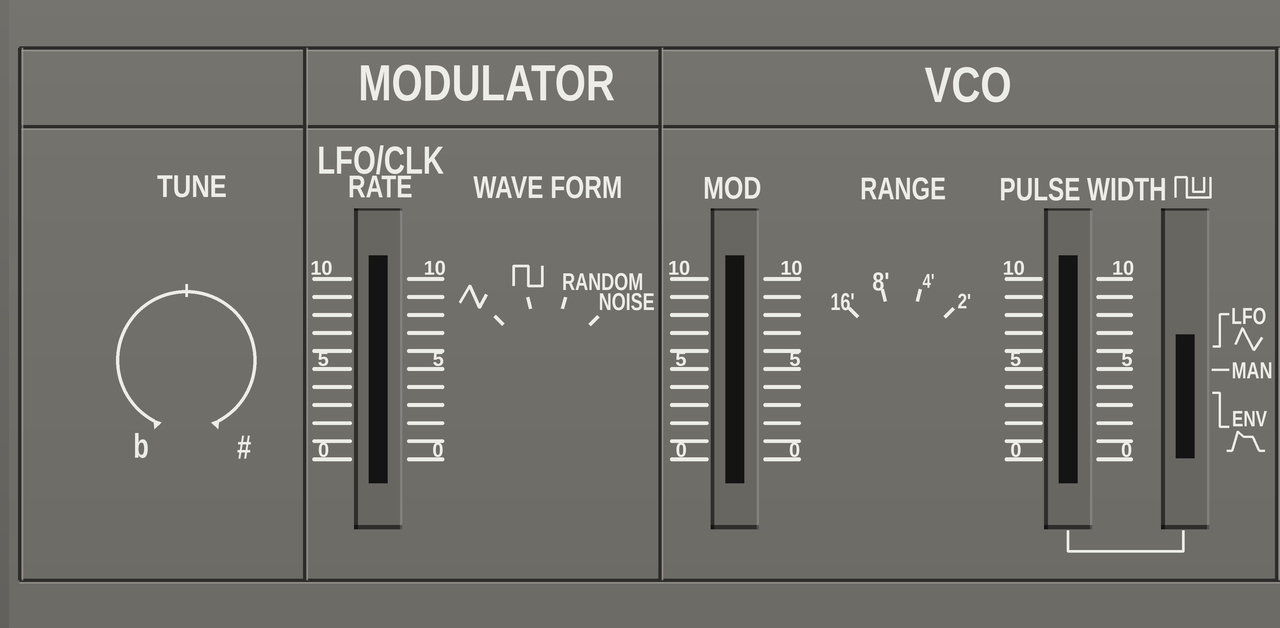 MODULATOR
VCO
TUNE
b
#
LFO/CLK
RATE
10
5
0
10
5
0
WAVE FORM
RANDOM
NOISE
MOD
10
5
0
10
5
0
RANGE
16'
8'
4'
2'
PULSE WIDTH
10
5
0
10
5
0
LFO
MAN
ENV